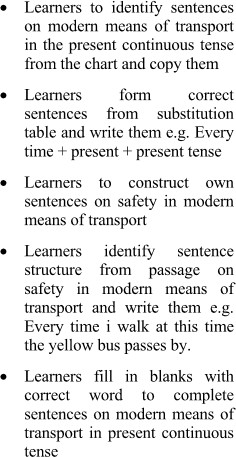 • Learners to identify sentences
on modern means of transport
in the present continuous tense
from the chart and copy them
• Learners form correct
sentences from substitution
table and write them e.g. Every
time + present + present tense
• Learners to construct own
sentences on safety in modern
means of transport
• Learners identify sentence
structure from passage on
safety in modern means of
transport and write them e.g.
Every time i walk at this time
the yellow bus passes by.
• Learners fill in blanks with
correct word to complete
sentences on modern means of
transport in present continuous
tense